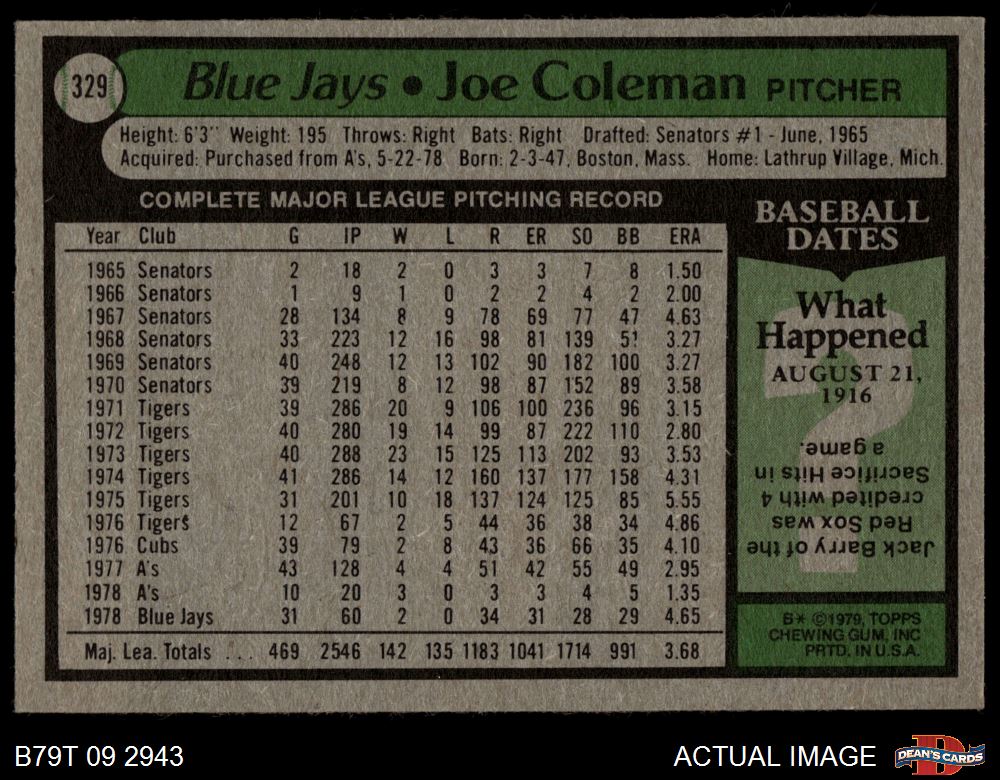 329
Blue Jays • Joe Coleman PITCHER
Height: 6'3" Weight: 195 Throws: Right Bats: Right Drafted: Senators #1 - June, 1965
Acquired: Purchased from A's, 5-22-78 Born: 2-3-47, Boston, Mass. Home: Lathrup Village, Mich.
COMPLETE MAJOR LEAGUE PITCHING RECORD
Year Club G IP W L R ER SO BB ERA
1965 Senators 2 18 2 0 3 3 7 8 1.50
1966 Senators 1 9 1 0 2 2 4 2 2.00
1967 Senators 28 134 8 9 78 69 77 47 4.63
1968 Senators 33 223 12 16 98 81 139 51 3.27
1969 Senators 40 248 12 13 102 90 182 100 3.27
1970 Senators 39 219 8 12 98 87 152 89 3.58
1971 Tigers 39 286 20 9 106 100 236 96 3.15
1972 Tigers 40 280 19 14 99 87 222 110 2.80
1973 Tigers 40 288 23 15 125 113 202 93 3.53
1974 Tigers 41 286 14 12 160 137 177 158 4.31
1975 Tigers 31 201 10 18 137 124 125 85 5.55
1976 Tigers 12 67 2 5 44 36 38 34 4.86
1976 Cubs 39 79 2 8 43 36 66 35 4.10
1977 A's 43 128 4 4 51 42 55 49 2.95
1978 A's 10 20 3 0 3 3 4 5 1.35
1978 Blue Jays 31 60 2 0 34 31 28 29 4.65
Maj. Lea. Totals ... 469 2546 142 135 1183 1041 1714 991 3.68
BASEBALL
DATES
What
Happened
AUGUST 21,
1916
?
Jack Barry of the
Red Sox was
credited with 4
Sacrifice Hits in
a game.
B* ©1979, TOPPS
CHEWING GUM, INC
PRTD. IN U.S.A.
B79T 09 2943
ACTUAL IMAGE
D
DEAN'S CARDS